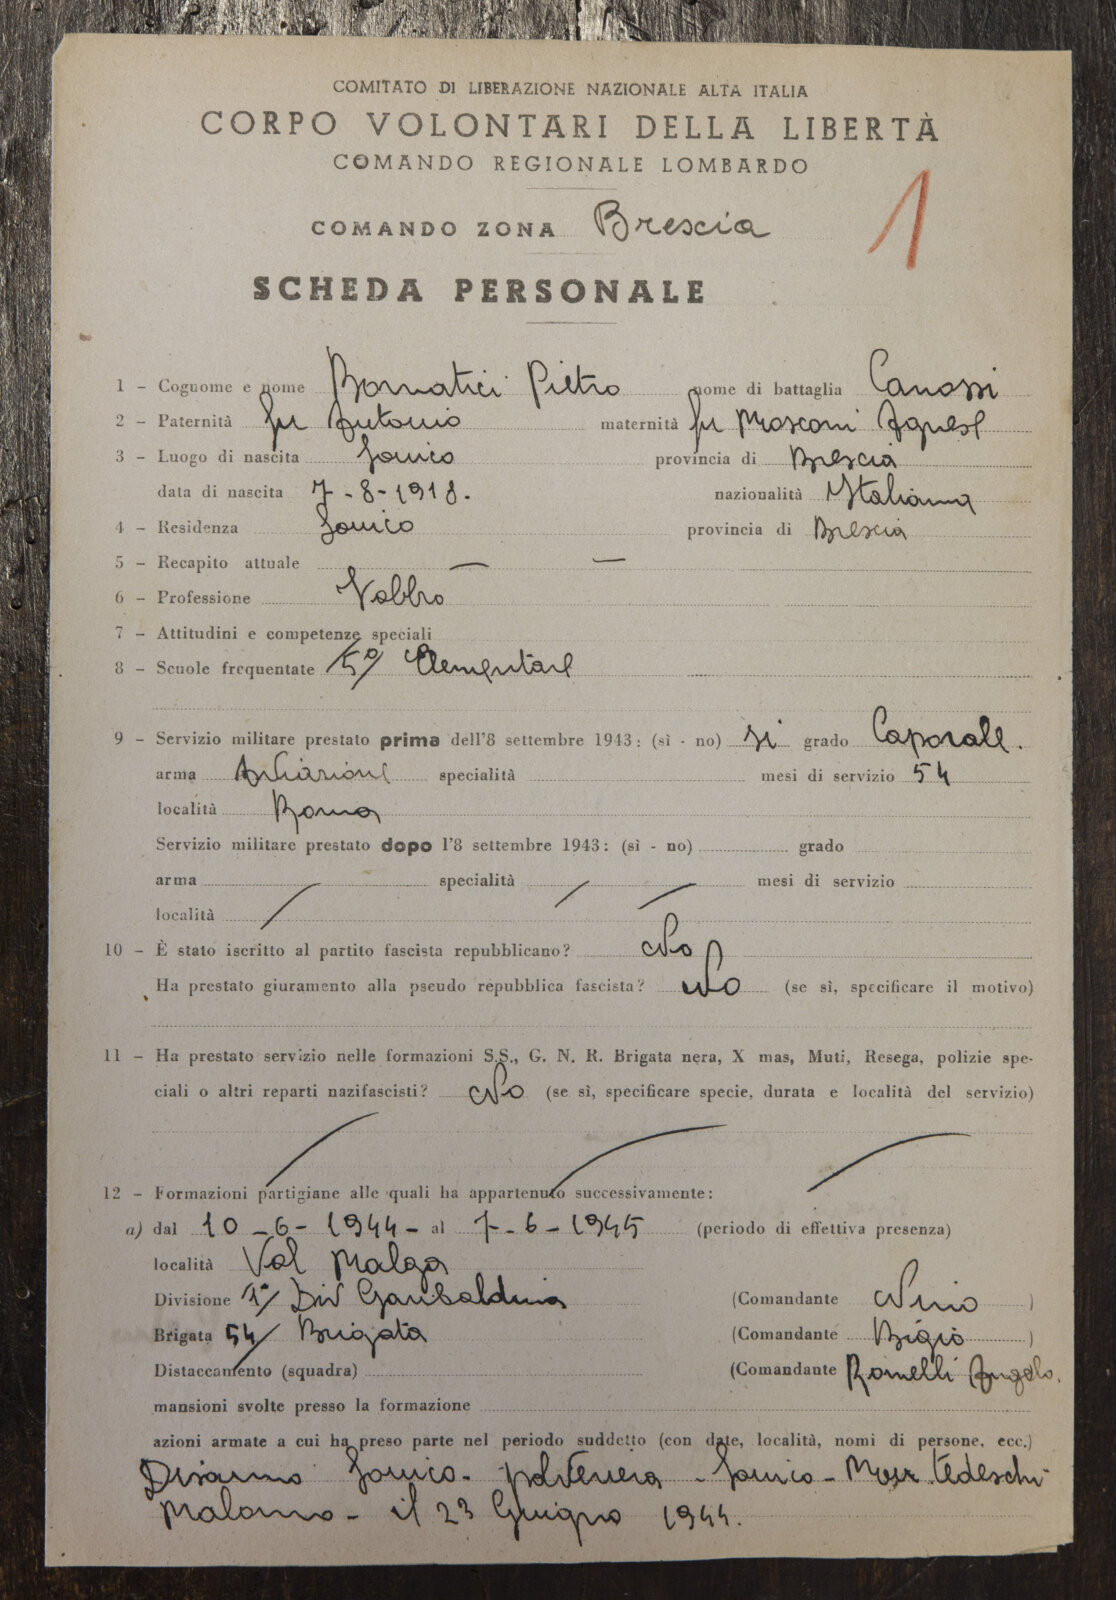 COMITATO DI LIBERAZIONE NAZIONALE ALTA ITALIA
CORPO VOLONTARI DELLA LIBERTÀ
COMANDO REGIONALE LOMBARDO
1
COMANDO ZONA Brescia
SCHEDA PERSONALE
1 - Cognome e nome Bornatici Pietro nome di battaglia Canossi
2 - Paternità fu Antonio maternità fu Mosconi Agnese
3 - Luogo di nascita Sonico provincia di Brescia
data di nascita 7-8-1918. nazionalità Italiana
4 - Residenza Sonico provincia di Brescia
5 - Recapito attuale — —
6 - Professione Fabbro
7 - Attitudini e competenze speciali
8 - Scuole frequentate 5ª Elementare
9 - Servizio militare prestato prima dell'8 settembre 1943: (sì - no) si grado Caporale.
arma specialità mesi di servizio 54
località Roma
Servizio militare prestato dopo l'8 settembre 1943: (sì - no) grado
arma specialità mesi di servizio
località
10 - È stato iscritto al partito fascista repubblicano? No
Ha prestato giuramento alla pseudo repubblica fascista? No (se sì, specificare il motivo)
11 - Ha prestato servizio nelle formazioni S.S., G. N. R. Brigata nera, X mas, Muti, Resega, polizie spe-
ciali o altri reparti nazifascisti? No (se sì, specificare specie, durata e località del servizio)
12 - Formazioni partigiane alle quali ha appartenuto successivamente:
a) dal 10-6-1944- al 7-6-1945 (periodo di effettiva presenza)
località Val Malga
Divisione 1ª Div Garibaldina (Comandante Nino )
Brigata 54/ Brigata (Comandante Bigio )
Distaccamento (squadra) (Comandante Romelli Angelo.
mansioni svolte presso la formazione
azioni armate a cui ha preso parte nel periodo suddetto (con date, località, nomi di persone, ecc.)
Disarmo Sonico - polveriera - Sonico - tedeschi
Malonno - il 23 Giugno 1944.